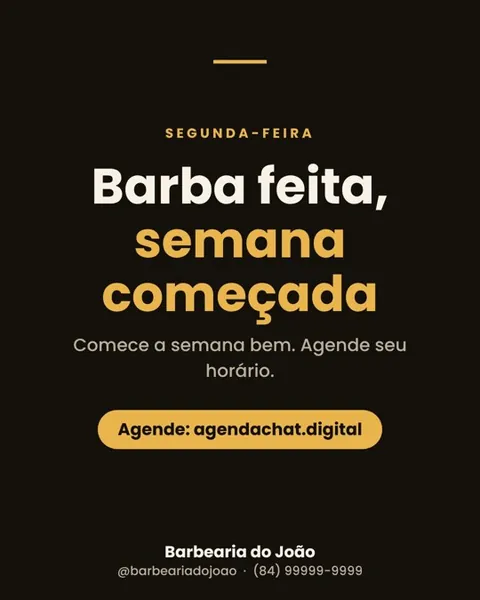 SEGUNDA-FEIRA
Barba feita,
semana
começada
Comece a semana bem. Agende seu
horário.
Agende: agendachat.digital
Barbearia do João
@barbeariadojoao · (84) 99999-9999